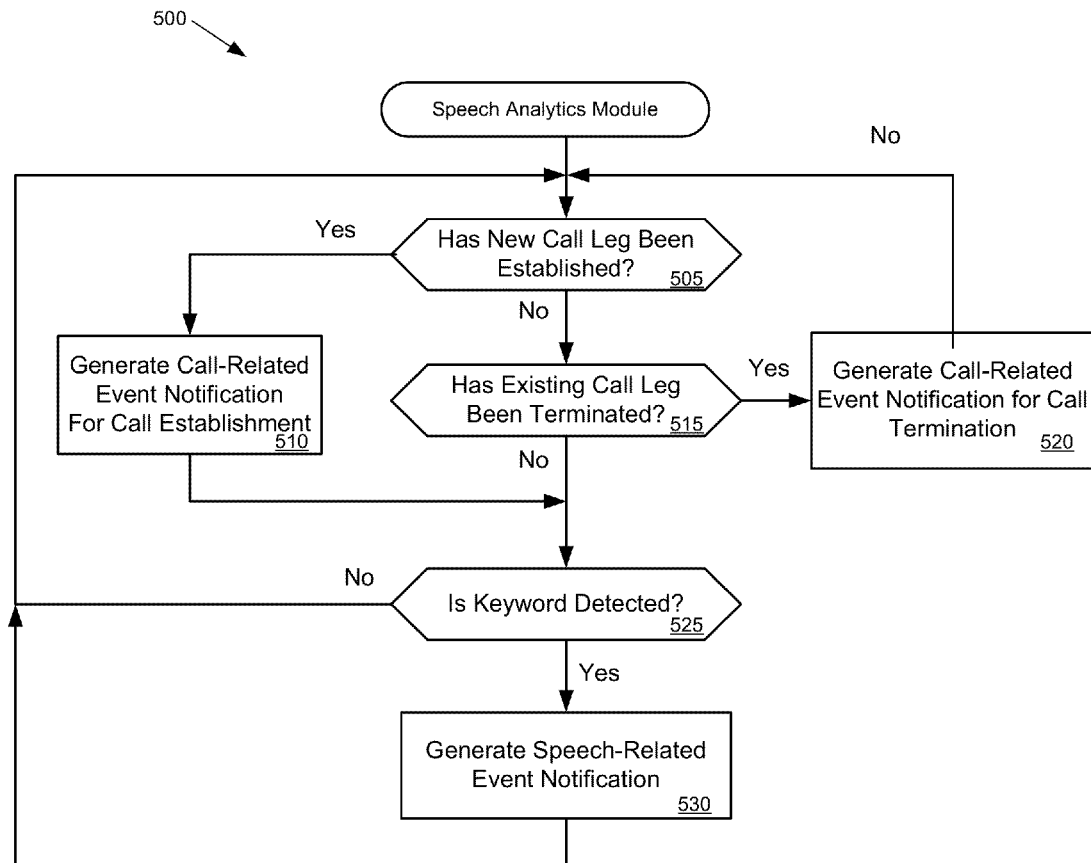 500
Speech Analytics Module
No
Yes
Has New Call Leg Been
Established?
505
No
Generate Call-Related
Event Notification
For Call Establishment
510
Has Existing Call Leg
Been Terminated?
515
Yes
Generate Call-Related
Event Notification for Call
Termination
520
No
No
Is Keyword Detected?
525
Yes
Generate Speech-Related
Event Notification
530